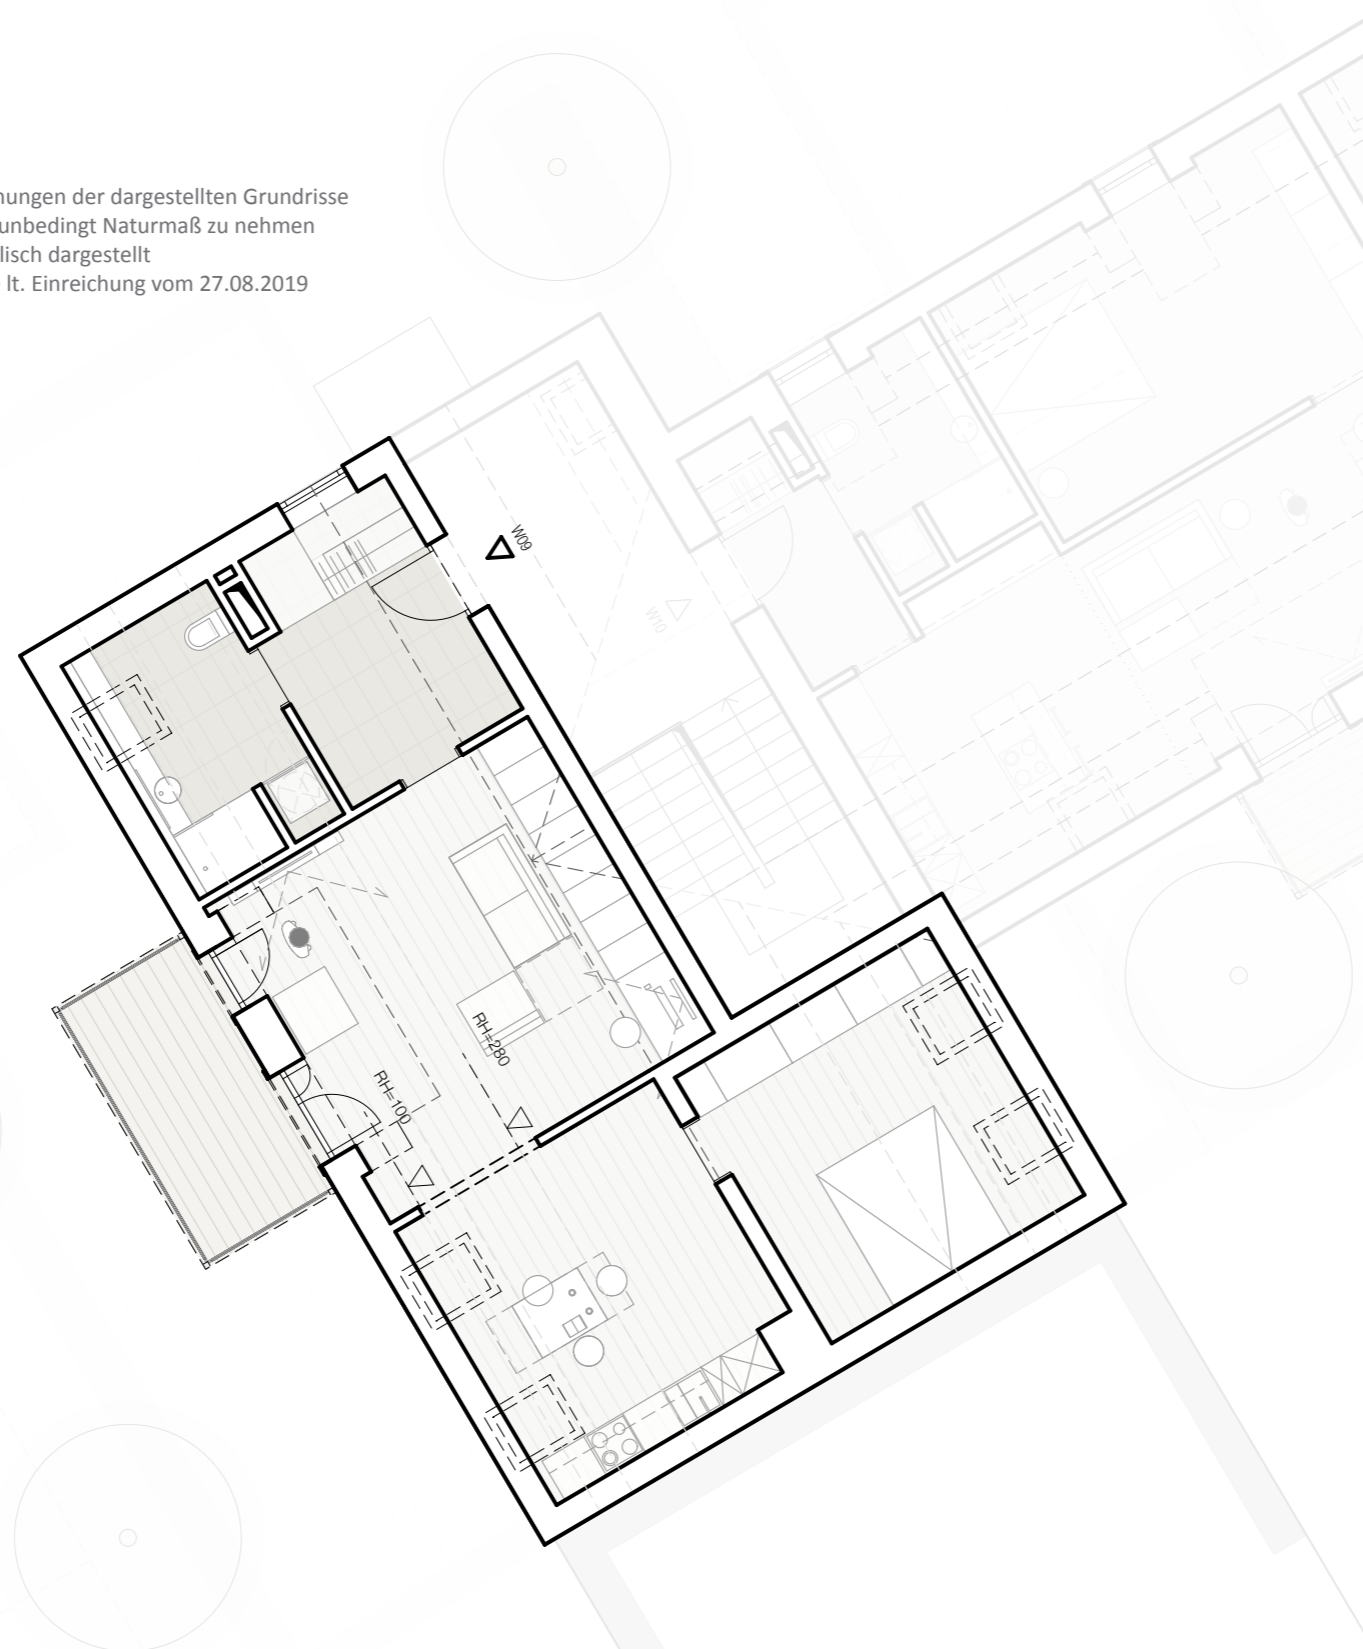 nungen der dargestellten Grundrisse
unbedingt Naturmaß zu nehmen
lisch dargestellt
lt. Einreichung vom 27.08.2019
W09
W10
RH=280
RH=100